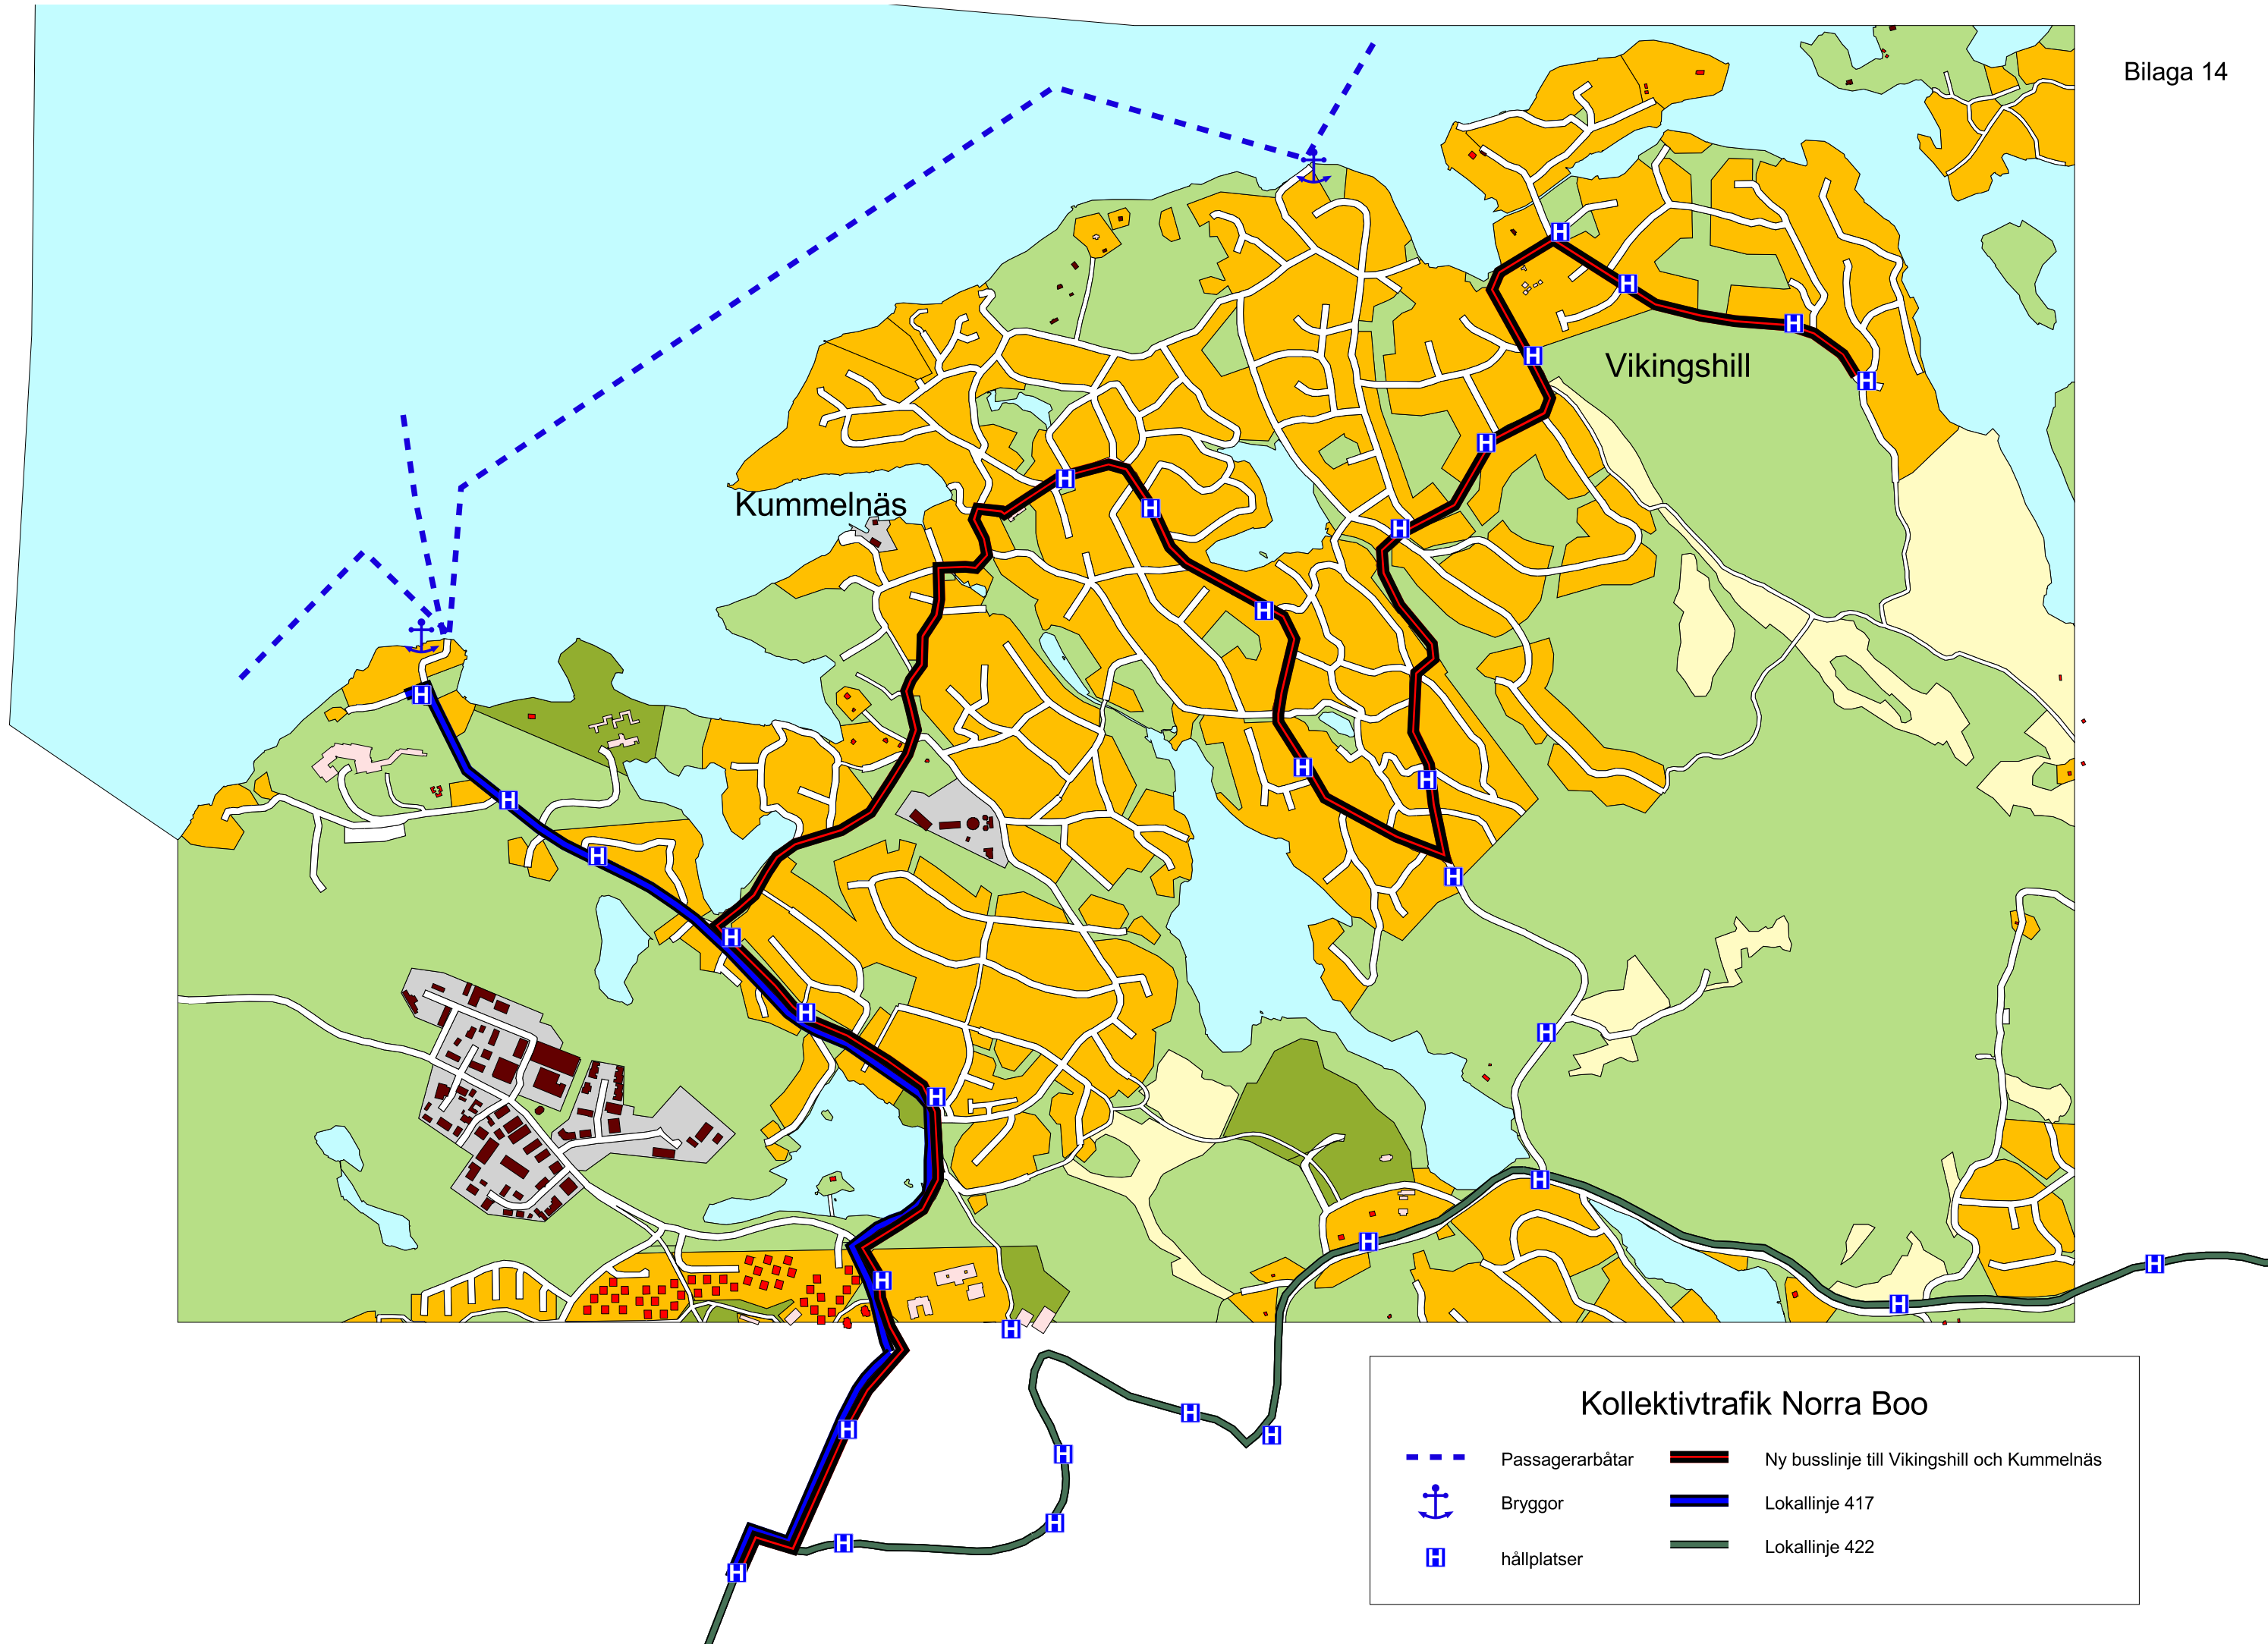 Bilaga 14
Vikingshill
Kummelnäs
Kollektivtrafik Norra Boo
Passagerarbåtar
Ny busslinje till Vikingshill och Kummelnäs
Bryggor
Lokallinje 417
H hållplatser
Lokallinje 422